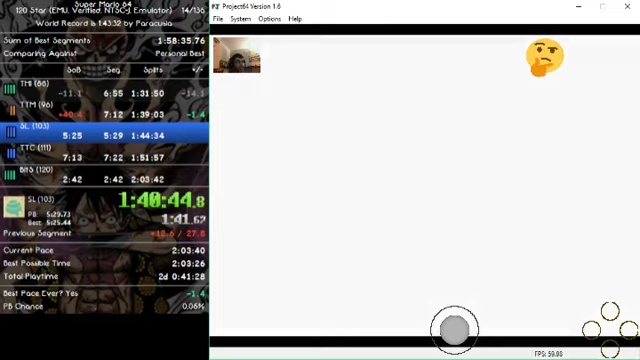 Super Mario 64
120 Star (EMU, Verified, NTSC-J, Emulator) 14/136
World Record is 1:43:32 by Paracusia
Sum of Best Segments 1:58:35.76
Comparing Against Personal Best
SoB Seg Splits +/-
TMI (88) -11.1 6:55 1:31:50 -14.1
TTM (96) +40.4 7:12 1:39:03 -1.4
SL (103) 5:25 5:29 1:44:34
TTC (111) 7:13 7:22 1:51:57
BitS (120) 2:42 2:42 2:03:42
SL (103) 1:40:44.8
PB: 5:29.73
Best: 5:25.44 1:41.62
Previous Segment +12.6 / 27.8
Current Pace 2:03:40
Best Possible Time 2:03:26
Total Playtime 2d 0:41:28
Best Pace Ever? Yes -1.4
PB Chance 0.06%
Project64 Version 1.6
File System Options Help
FPS: 59.88